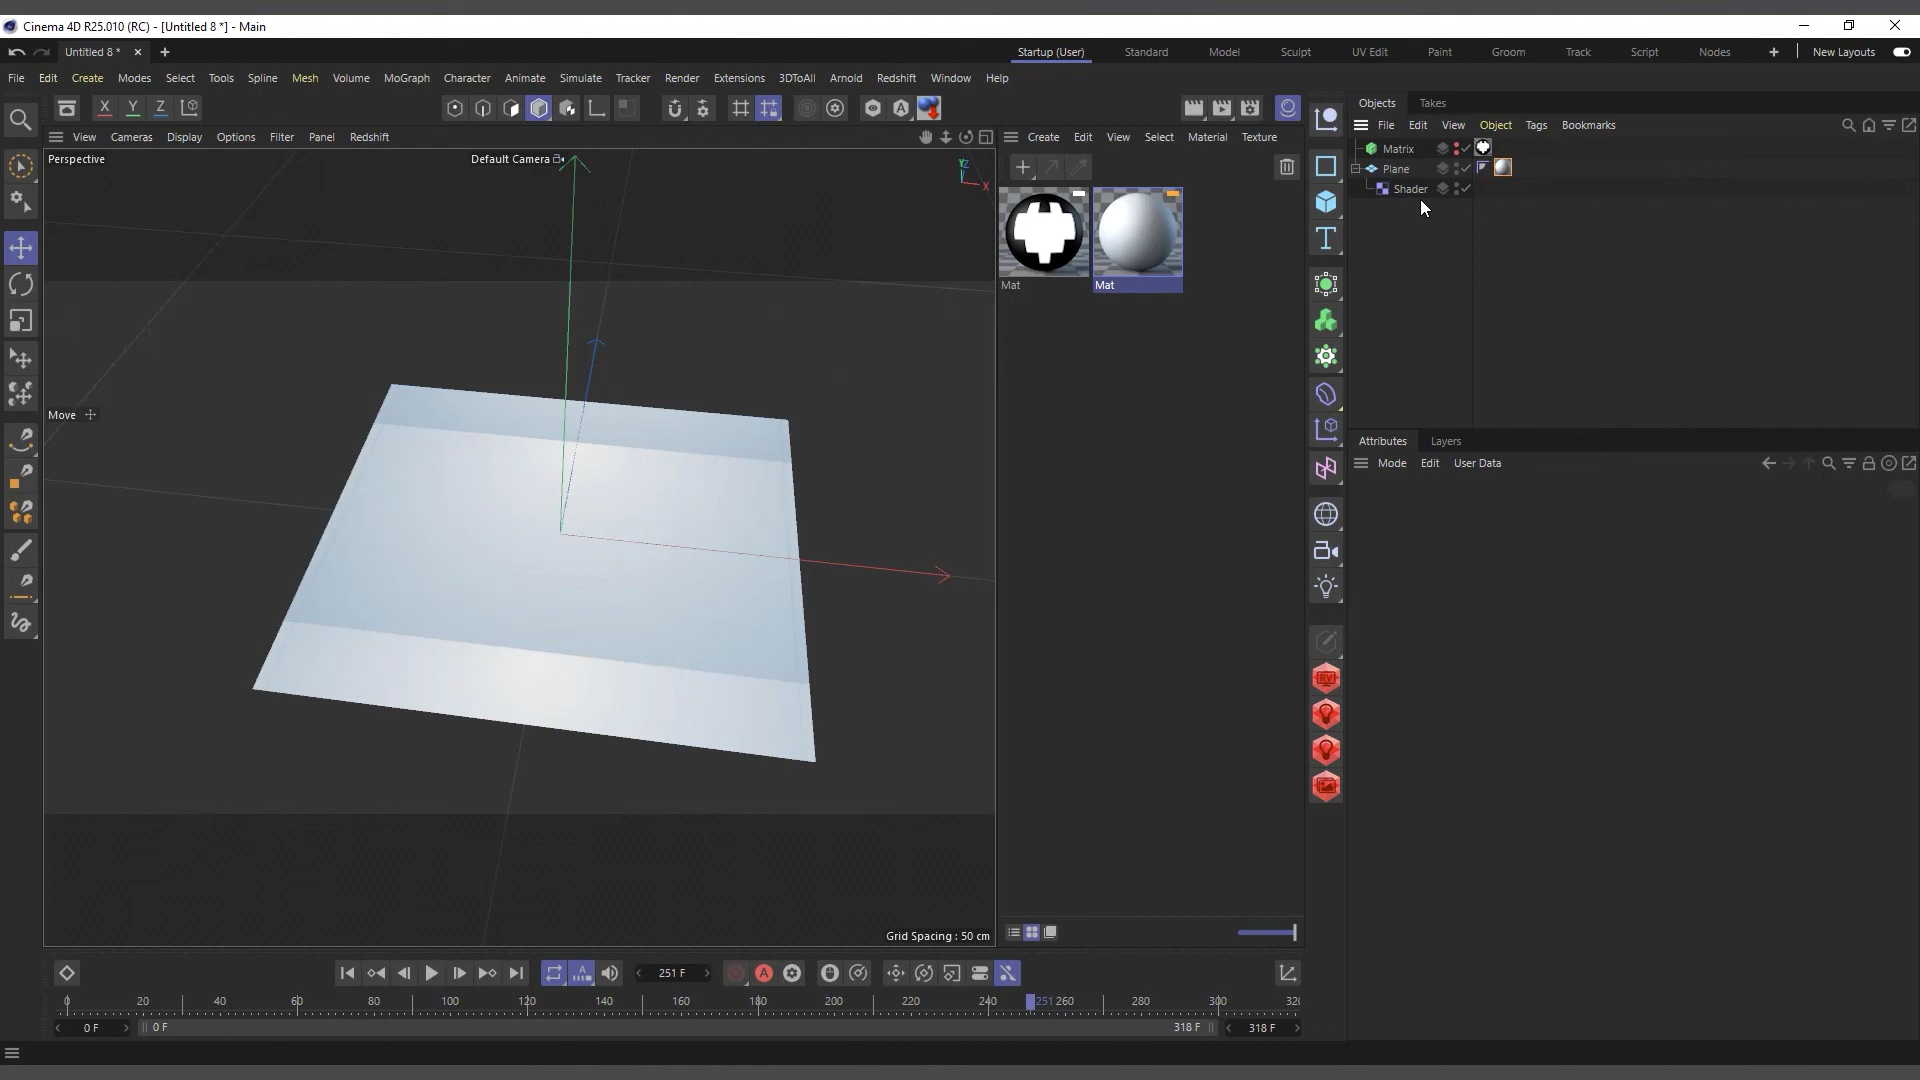 Cinema 4D R25.010 (RC) - [Untitled 8 *] - Main
Untitled 8 *
Startup (User) Standard Model Sculpt UV Edit Paint Groom Track Script Nodes New Layouts
File Edit Create Modes Select Tools Spline Mesh Volume MoGraph Character Animate Simulate Tracker Render Extensions 3DToAll Arnold Redshift Window Help
X Y Z
Objects Takes
File Edit View Object Tags Bookmarks
View Cameras Display Options Filter Panel Redshift
Create Edit View Select Material Texture
Perspective
Default Camera
Y Z X
Matrix
Plane
Shader
Mat
Mat
Move
Attributes Layers
Mode Edit User Data
RV
Grid Spacing : 50 cm
251 F
0 20 40 60 80 100 120 140 160 180 200 220 240 251 260 280 300 320
0 F 0 F 318 F 318 F